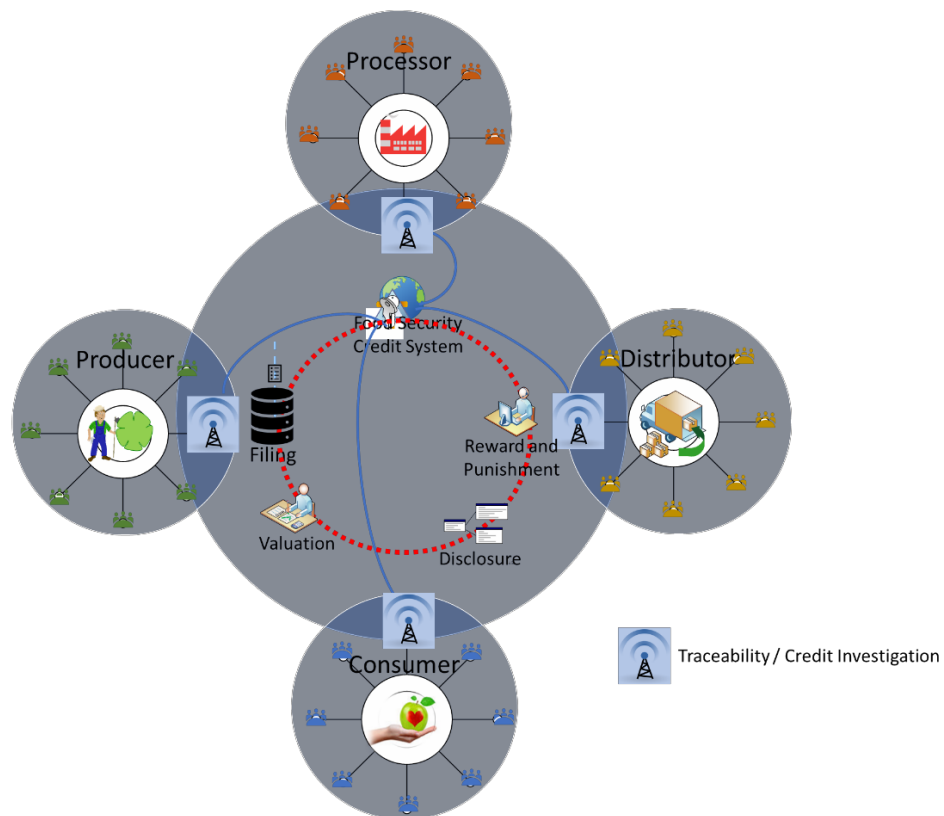 Processor
Food Security
Credit System
Producer
Distributor
Filing
Reward and
Punishment
Valuation
Disclosure
Consumer
Traceability / Credit Investigation